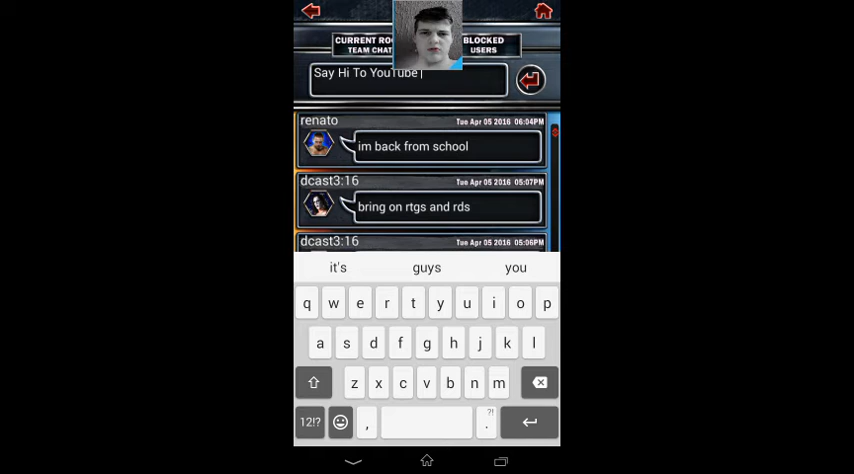 CURRENT RO
TEAM CHAT
BLOCKED
USERS
Say Hi To YouTube
renato
Tue Apr 05 2016 06:04PM
im back from school
dcast3:16
Tue Apr 05 2016 05:07PM
bring on rtgs and rds
dcast3:16
Tue Apr 05 2016 05:06PM
it's guys you
q w e r t y u i o p
a s d f g h j k l
z x c v b n m
12!? , . ?!